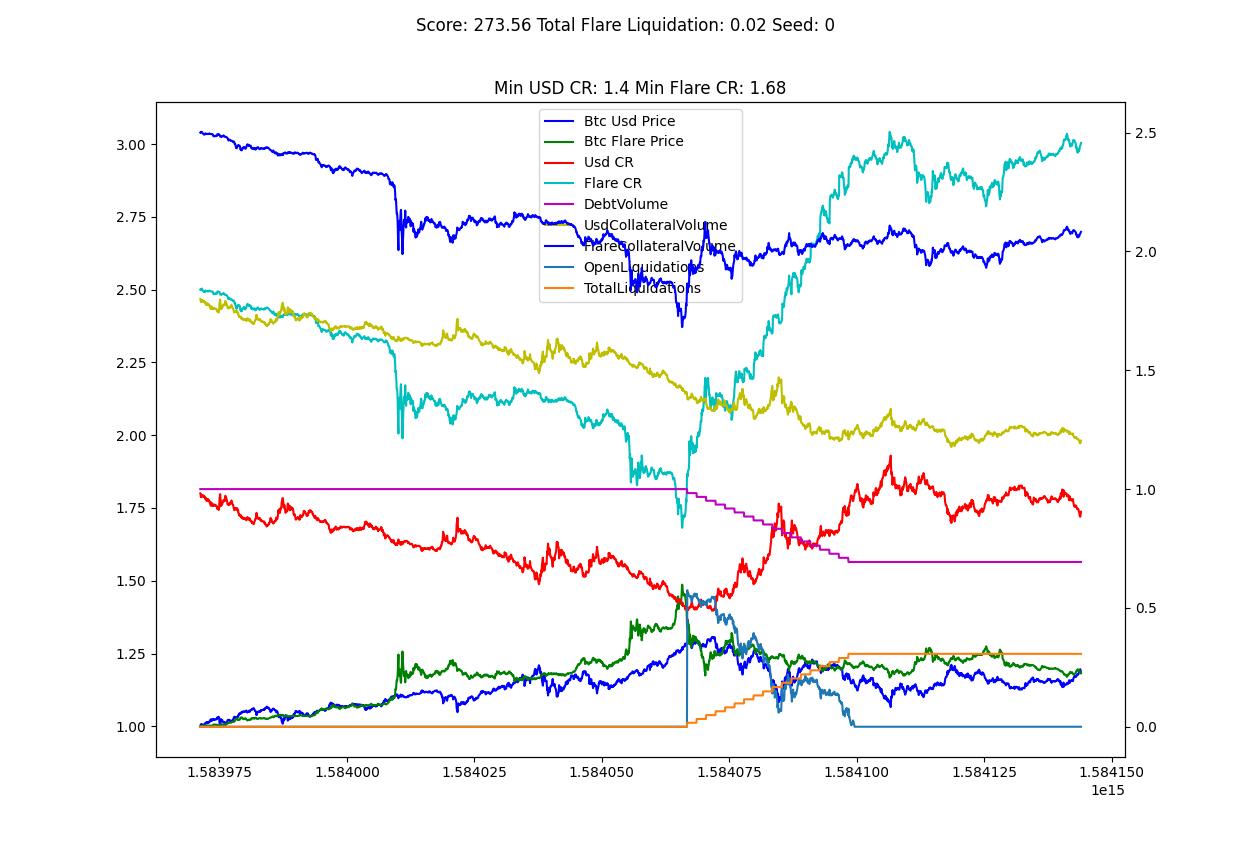 Score: 273.56 Total Flare Liquidation: 0.02 Seed: 0
Min USD CR: 1.4 Min Flare CR: 1.68
Btc Usd Price
Btc Flare Price
Usd CR
Flare CR
DebtVolume
UsdCollateralVolume
FlareCollateralVolume
OpenLiquidations
TotalLiquidations
3.00
2.75
2.50
2.25
2.00
1.75
1.50
1.25
1.00
2.5
2.0
1.5
1.0
0.5
0.0
1.583975 1.584000 1.584025 1.584050 1.584075 1.584100 1.584125 1.584150
1e15